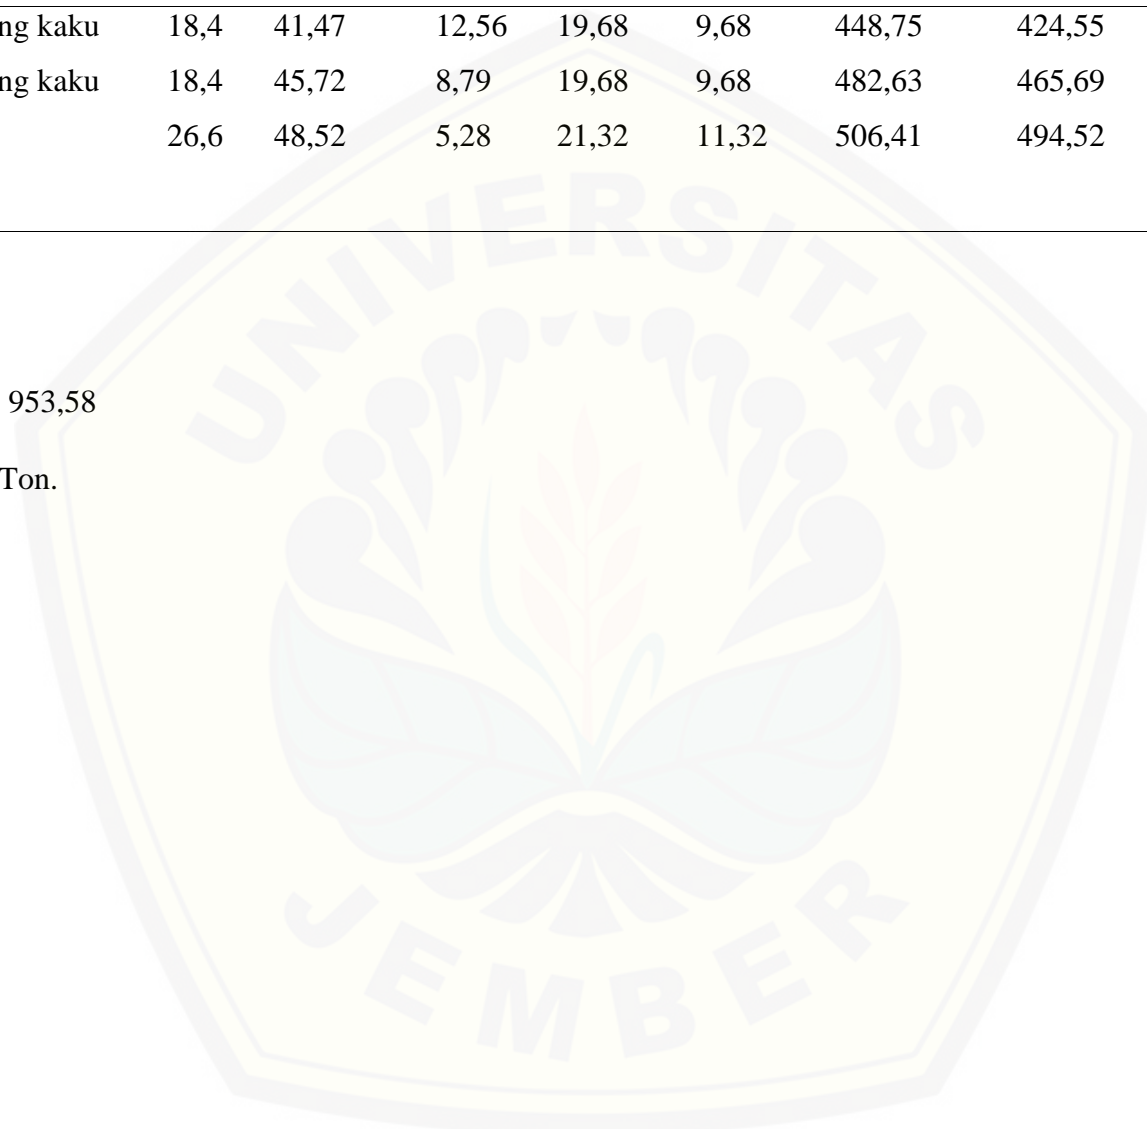 ng kaku 18,4 41,47 12,56 19,68 9,68 448,75 424,55
ng kaku 18,4 45,72 8,79 19,68 9,68 482,63 465,69
26,6 48,52 5,28 21,32 11,32 506,41 494,52
UNIVERSITAS
953,58
Ton.
JEMBER